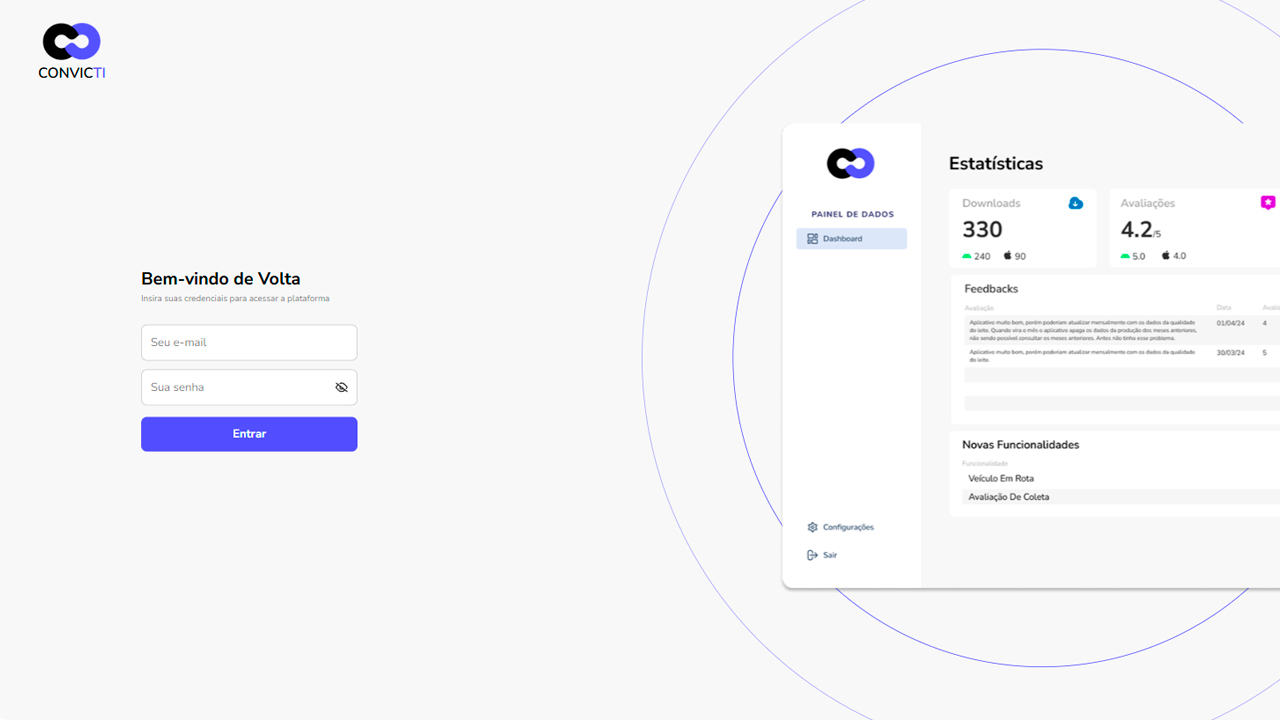 CONVICTI
Bem-vindo de Volta
Insira suas credenciais para acessar a plataforma
Seu e-mail
Sua senha
Entrar
PAINEL DE DADOS
Dashboard
Configurações
Sair
Estatísticas
Downloads
330
240 90
Avaliações
4.2/5
5.0 4.0
Feedbacks
Avaliação Data Avalia
Aplicativo muito bom, porém poderiam atualizar mensalmente com os dados da qualidade 01/04/24 4
do leite. Quando vira o mês o aplicativo apaga os dados da produção dos meses anteriores,
não sendo possível consultar os meses anteriores. Antes não tinha esse problema.
Aplicativo muito bom, porém poderiam atualizar mensalmente com os dados da qualidade 30/03/24 5
do leite.
Novas Funcionalidades
Funcionalidade
Veículo Em Rota
Avaliação De Coleta